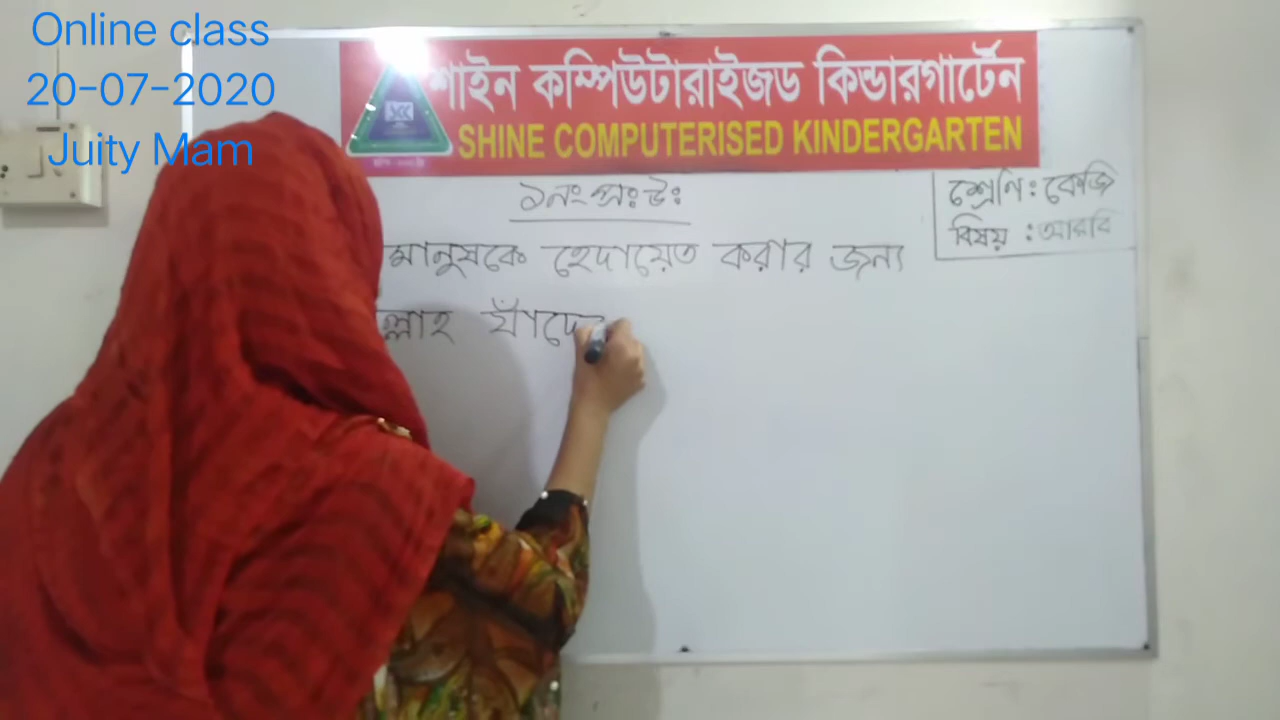 Online class
20-07-2020
Juity Mam
শাইন কম্পিউটারাইজড কিন্ডারগার্টেন
SHINE COMPUTERISED KINDERGARTEN
শ্রেণি : কেজি
বিষয় : আরবি
১নং প্রঃ উঃ
মানুষকে হেদায়েত করার জন্য
ল্লাহ যাঁদে